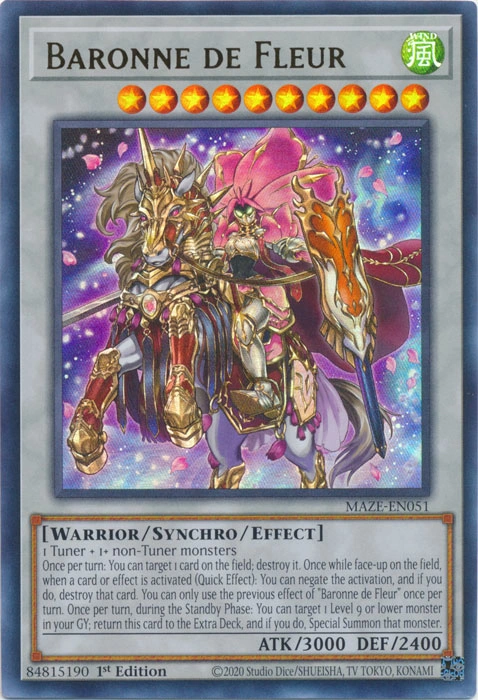 BARONNE DE FLEUR
WIND
風
MAZE-EN051
[WARRIOR/SYNCHRO/EFFECT]
1 Tuner + 1+ non-Tuner monsters
Once per turn: You can target 1 card on the field; destroy it. Once while face-up on the field,
when a card or effect is activated (Quick Effect): You can negate the activation, and if you
do, destroy that card. You can only use the previous effect of "Baronne de Fleur" once per
turn. Once per turn, during the Standby Phase: You can target 1 Level 9 or lower monster
in your GY; return this card to the Extra Deck, and if you do, Special Summon that monster.
ATK/3000 DEF/2400
84815190 1st Edition ©2020 Studio Dice/SHUEISHA, TV TOKYO, KONAMI